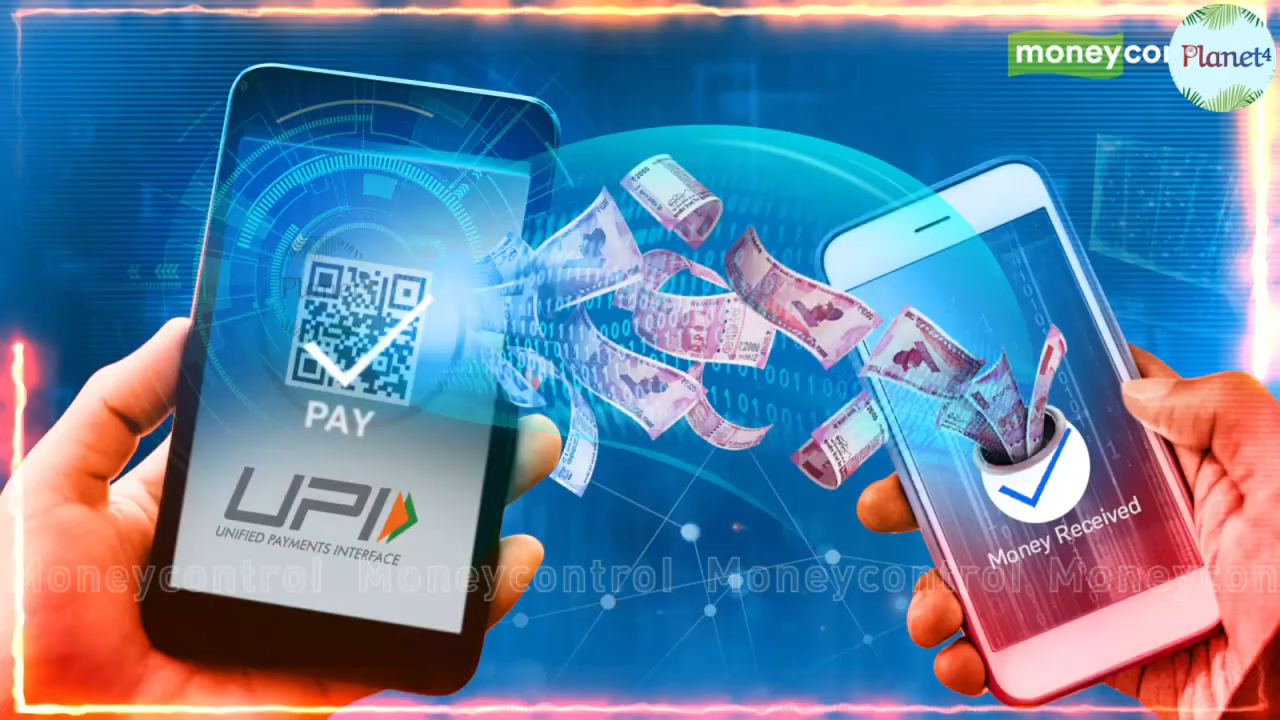 moneycon
Planet4
PAY
UPI
UNIFIED PAYMENTS INTERFACE
Money Received
Moneycontrol Moneycontrol Moneycontrol Moneycon